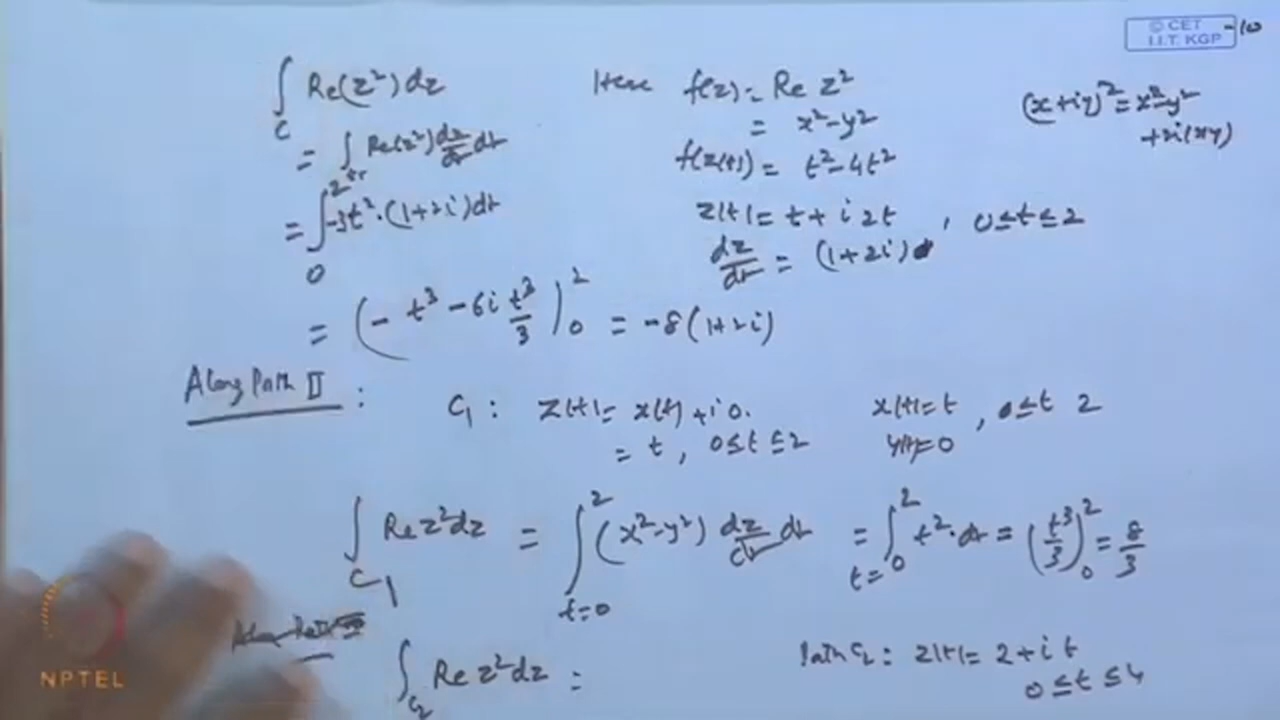 © CET
I.I.T. KGP
-10
∫_C Re(z²) dz
Here f(z) = Re z²
= x²-y²
(x+iy)² = x²-y²
+2i(xy)
= ∫ Re(z²) dz/dt dt
f(z(t)) = t²-4t²
= ∫_0^2 -3t²·(1+2i) dt
z(t) = t + i 2t , 0≤t≤2
dz/dt = (1+2i)
= (-t³ - 6i t³/3)_0^2 = -8(1+2i)
Along Path II :
C₁ : z(t) = x(t) + i 0.
= t, 0≤t≤2
x(t)=t , 0≤t 2
y(t)=0
∫_C₁ Re z² dz = ∫_{t=0}^2 (x²-y²) dz/dt dt = ∫_{t=0}^2 t²·dt = (t³/3)_0^2 = 8/3
∫_C₂ Re z² dz =
Path C₂ : z(t) = 2+i t
0≤t≤4
NPTEL